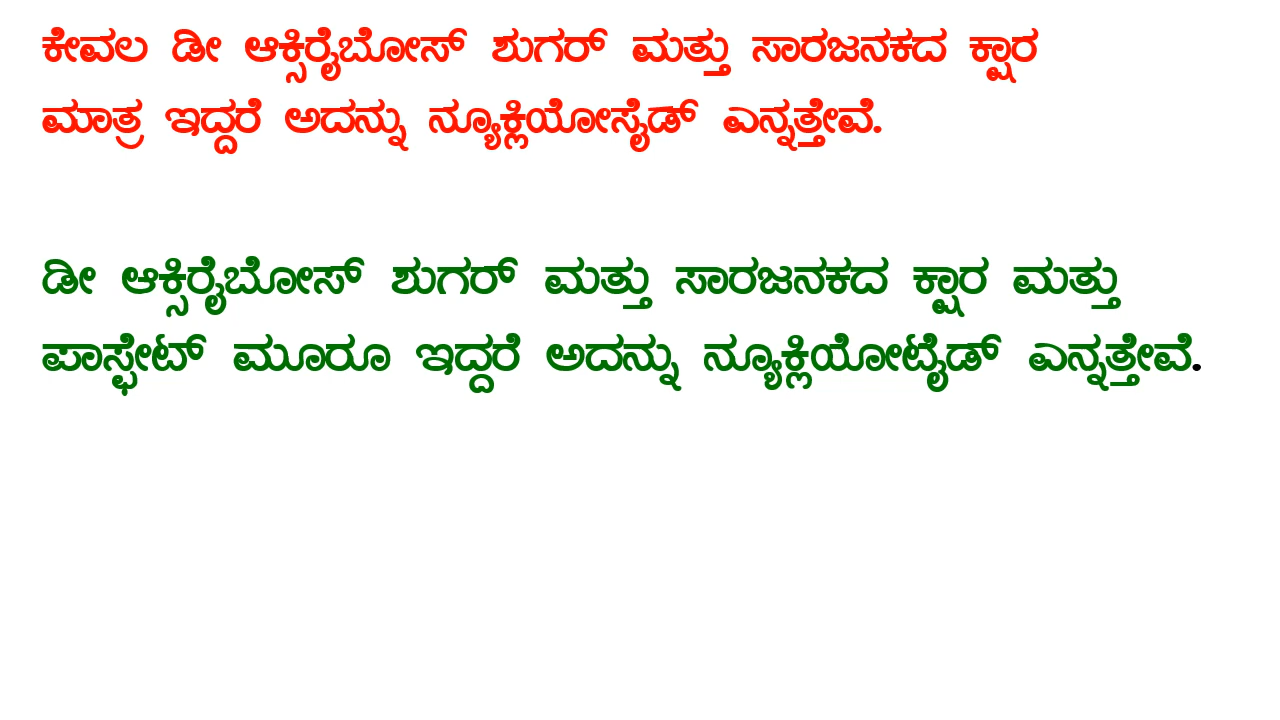 ಕೇವಲ ಡೀ ಆಕ್ಸಿರೈಬೋಸ್ ಶುಗರ್ ಮತ್ತು ಸಾರಜನಕದ ಕ್ಷಾರ
ಮಾತ್ರ ಇದ್ದರೆ ಅದನ್ನು ನ್ಯೂಕ್ಲಿಯೋಸೈಡ್ ಎನ್ನತ್ತೇವೆ.
ಡೀ ಆಕ್ಸಿರೈಬೋಸ್ ಶುಗರ್ ಮತ್ತು ಸಾರಜನಕದ ಕ್ಷಾರ ಮತ್ತು
ಪಾಸ್ಫೇಟ್ ಮೂರೂ ಇದ್ದರೆ ಅದನ್ನು ನ್ಯೂಕ್ಲಿಯೋಟೈಡ್ ಎನ್ನತ್ತೇವೆ.